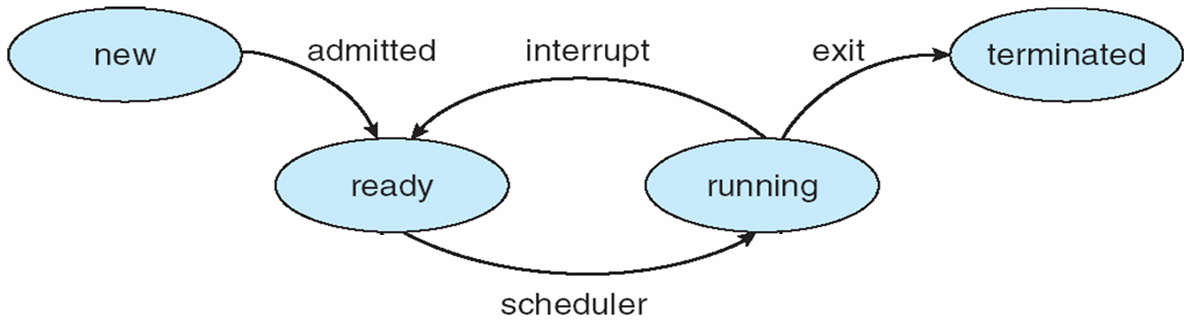 new
admitted
interrupt
exit
terminated
ready
running
scheduler